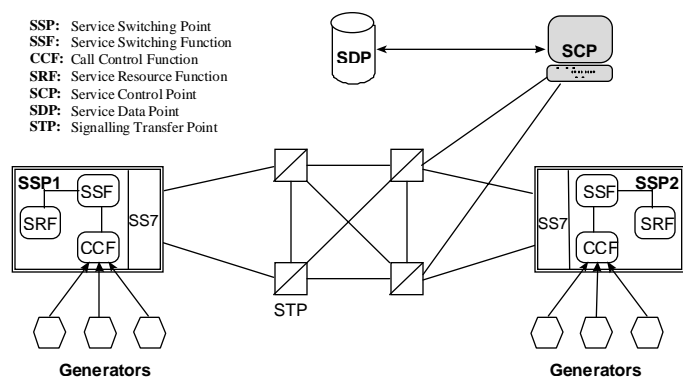 SSP: Service Switching Point
SSF: Service Switching Function
CCF: Call Control Function
SRF: Service Resource Function
SCP: Service Control Point
SDP: Service Data Point
STP: Signalling Transfer Point
SDP
SCP
SSP1
SSF
SRF
SS7
CCF
STP
SSF
SSP2
SS7
SRF
CCF
Generators
Generators